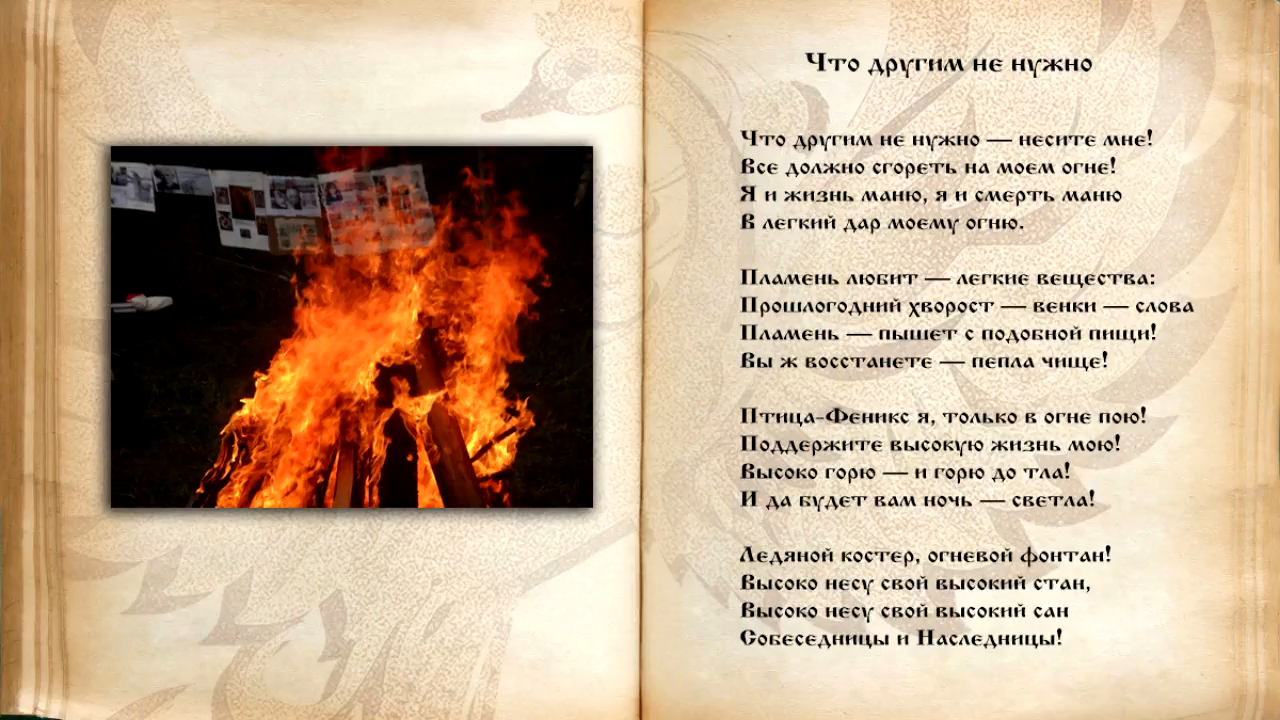 Что другим не нужно
Что другим не нужно — несите мне!
Все должно сгореть на моем огне!
Я и жизнь маню, я и смерть маню
В легкий дар моему огню.
Пламень любит — легкие вещества:
Прошлогодний хворост — венки — слова
Пламень — пышет с подобной пищи!
Вы ж восстанете — пепла чище!
Птица-Феникс я, только в огне пою!
Поддержите высокую жизнь мою!
Высоко горю — и горю до тла!
И да будет вам ночь — светла!
Ледяной костер, огневой фонтан!
Высоко несу свой высокий стан,
Высоко несу свой высокий сан
Собеседницы и Наследницы!